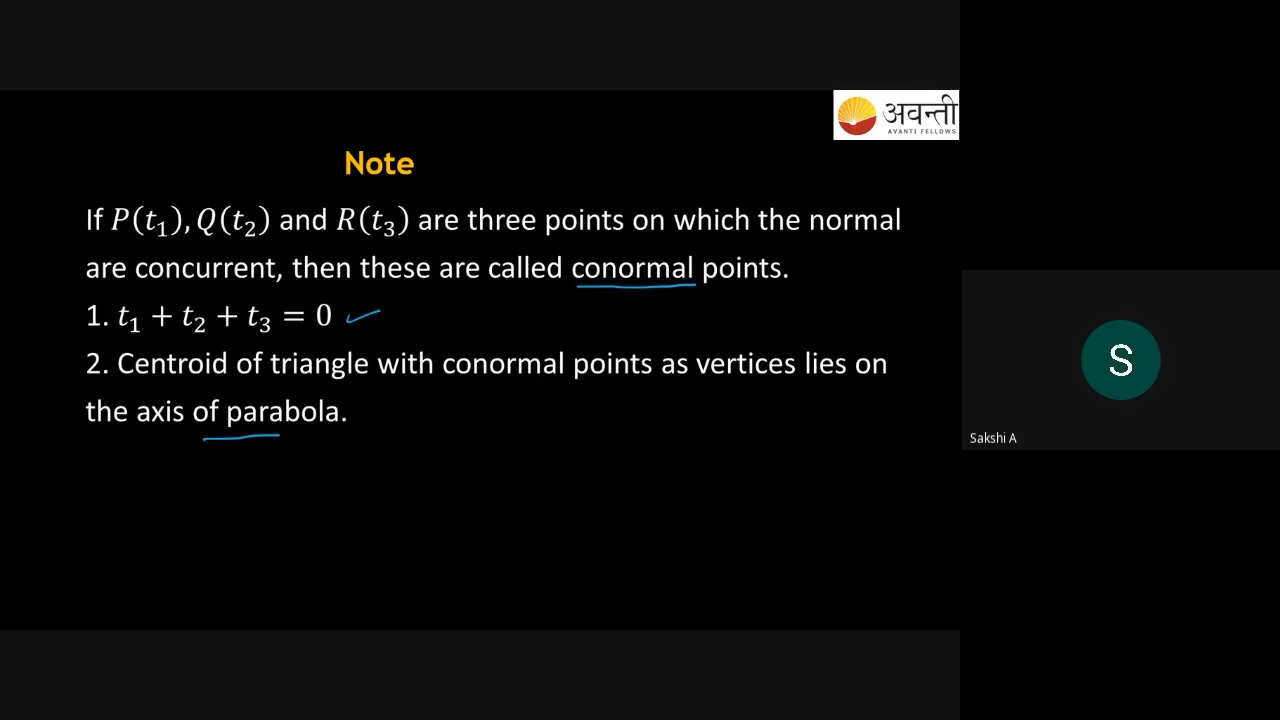 अवन्ती
AVANTI FELLOWS
Note
If P(t₁), Q(t₂) and R(t₃) are three points on which the normal
are concurrent, then these are called conormal points.
1. t₁ + t₂ + t₃ = 0
2. Centroid of triangle with conormal points as vertices lies on
the axis of parabola.
S
Sakshi A